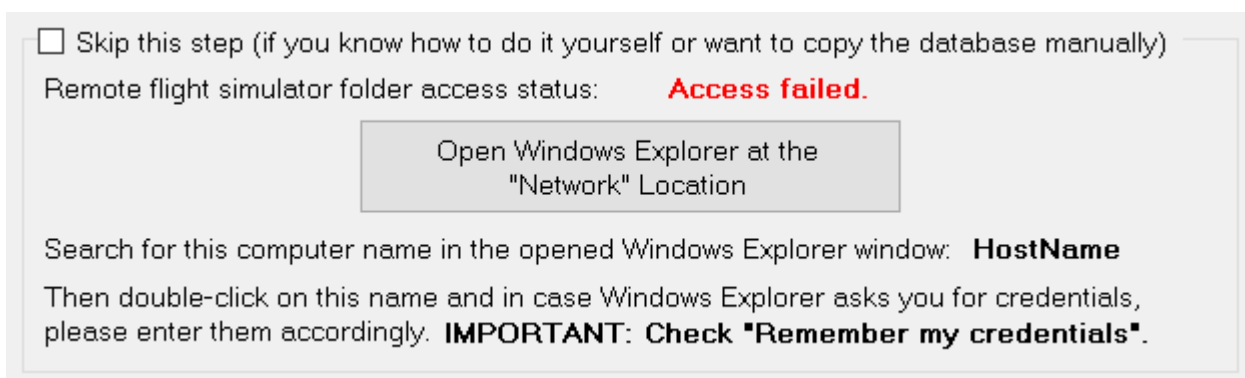 Skip this step (if you know how to do it yourself or want to copy the database manually)
Remote flight simulator folder access status: Access failed.
Open Windows Explorer at the
"Network" Location
Search for this computer name in the opened Windows Explorer window: HostName
Then double-click on this name and in case Windows Explorer asks you for credentials,
please enter them accordingly. IMPORTANT: Check "Remember my credentials".